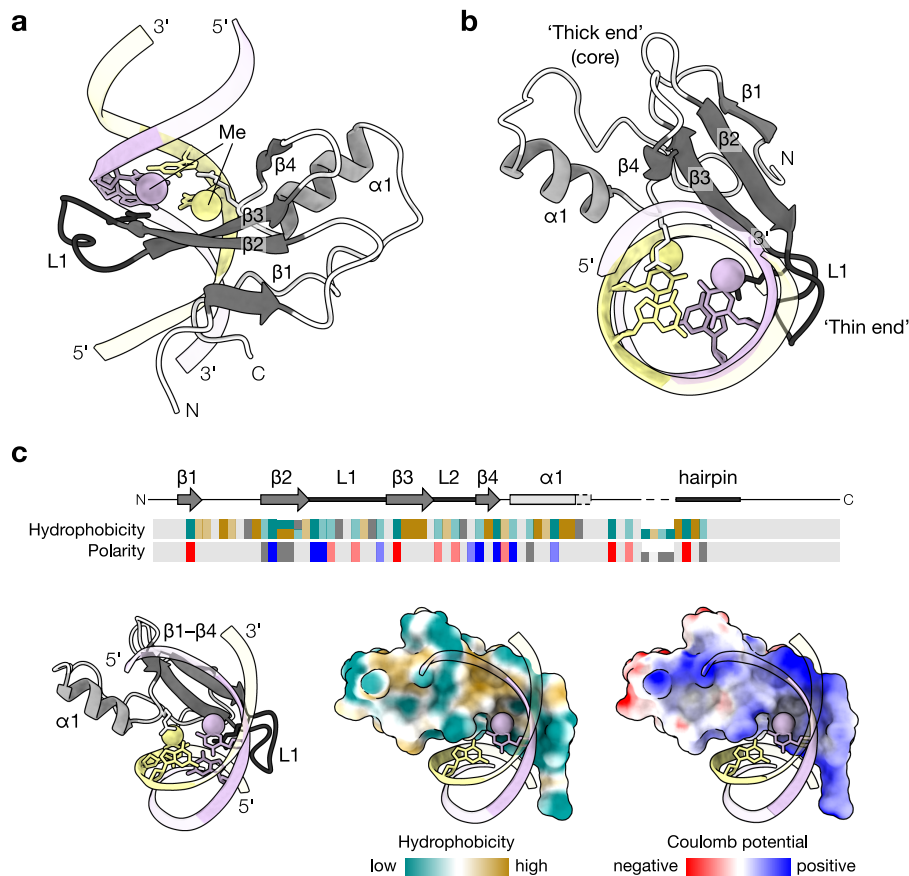 a
3'
5'
Me
β4
α1
β3
β2
L1
β1
5'
3'
C
N
b
'Thick end'
(core)
β1
β2
N
β4
β3
α1
3'
5'
L1
'Thin end'
c
β1 β2 L1 β3 L2 β4 α1 hairpin
N C
Hydrophobicity
Polarity
β1–β4
3'
5'
α1
L1
5'
Hydrophobicity
low high
Coulomb potential
negative positive